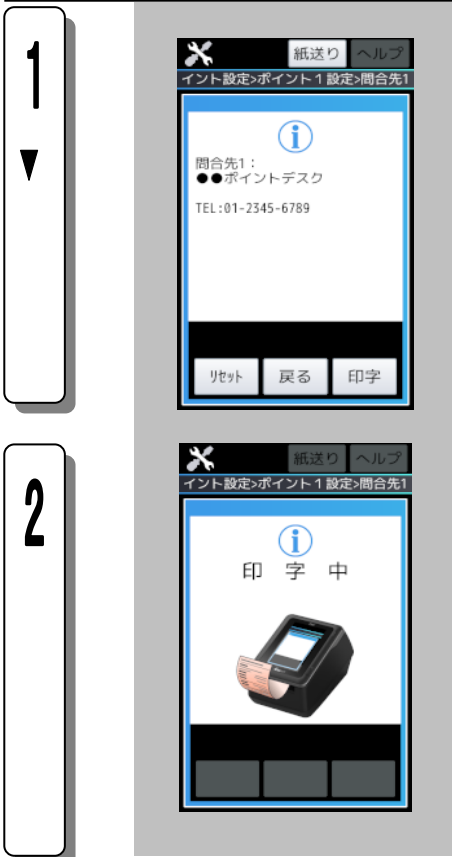 1
▼
紙送り ヘルプ
イント設定>ポイント1設定>問合先1
問合先1:
●●ポイントデスク
TEL:01-2345-6789
ﾘｾｯﾄ 戻る 印字
2
紙送り ヘルプ
イント設定>ポイント1設定>問合先1
印 字 中